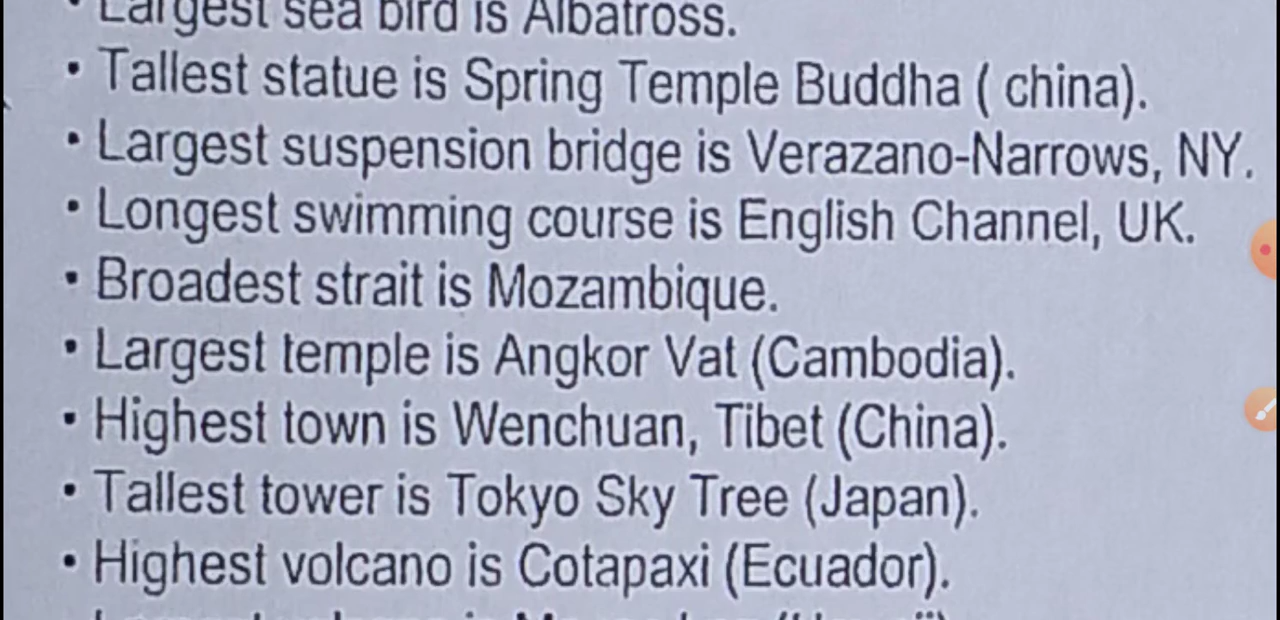 • Largest sea bird is Albatross.
• Tallest statue is Spring Temple Buddha ( china).
• Largest suspension bridge is Verazano-Narrows, NY.
• Longest swimming course is English Channel, UK.
• Broadest strait is Mozambique.
• Largest temple is Angkor Vat (Cambodia).
• Highest town is Wenchuan, Tibet (China).
• Tallest tower is Tokyo Sky Tree (Japan).
• Highest volcano is Cotapaxi (Ecuador).